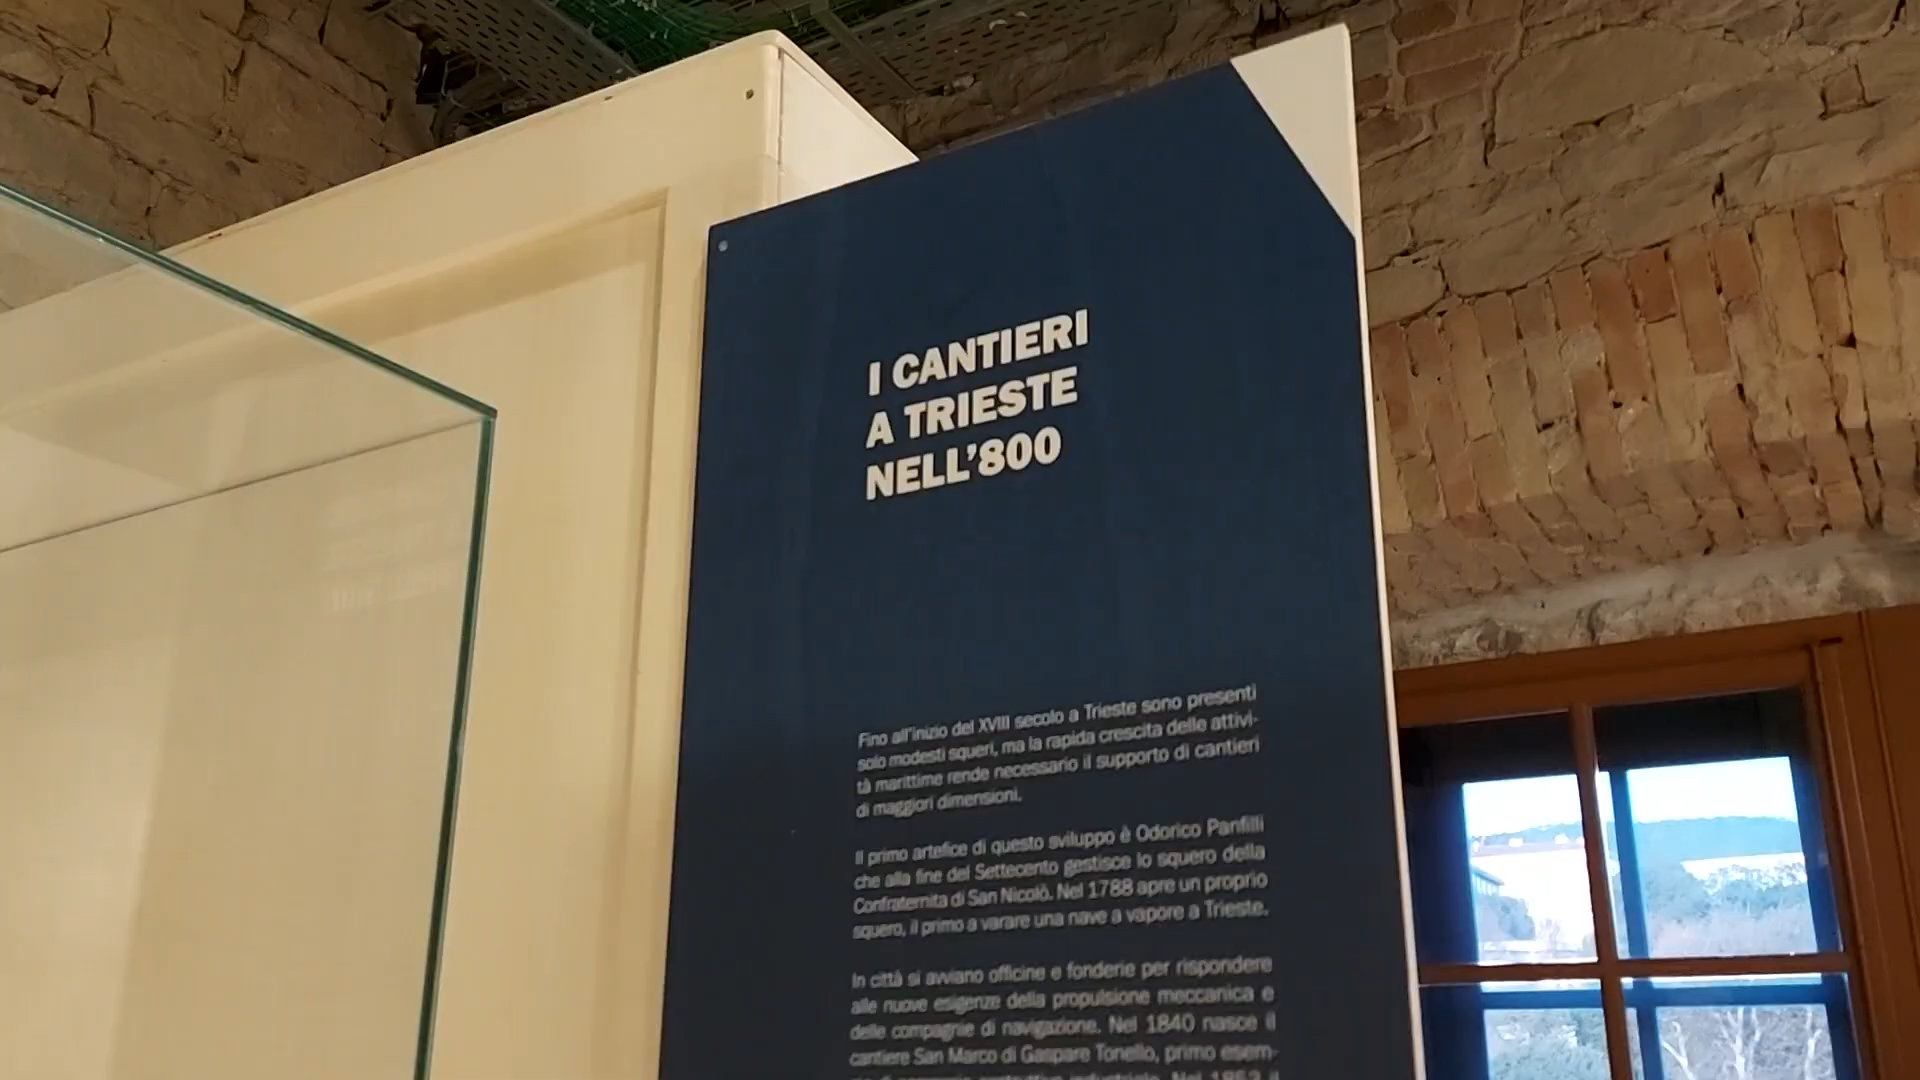 I CANTIERI
A TRIESTE
NELL'800
Fino all'inizio del XVIII secolo a Trieste sono presenti
solo modesti squeri, ma la rapida crescita delle attivi-
tà marittime rende necessario il supporto di cantieri
di maggiori dimensioni.
Il primo artefice di questo sviluppo è Odorico Panfilli
che alla fine del Settecento gestisce lo squero della
Confraternita di San Nicolò. Nel 1788 apre un proprio
squero, il primo a varare una nave a vapore a Trieste.
In città si avviano officine e fonderie per rispondere
alle nuove esigenze della propulsione meccanica e
delle compagnie di navigazione. Nel 1840 nasce il
cantiere San Marco di Gaspare Tonello, primo esem-